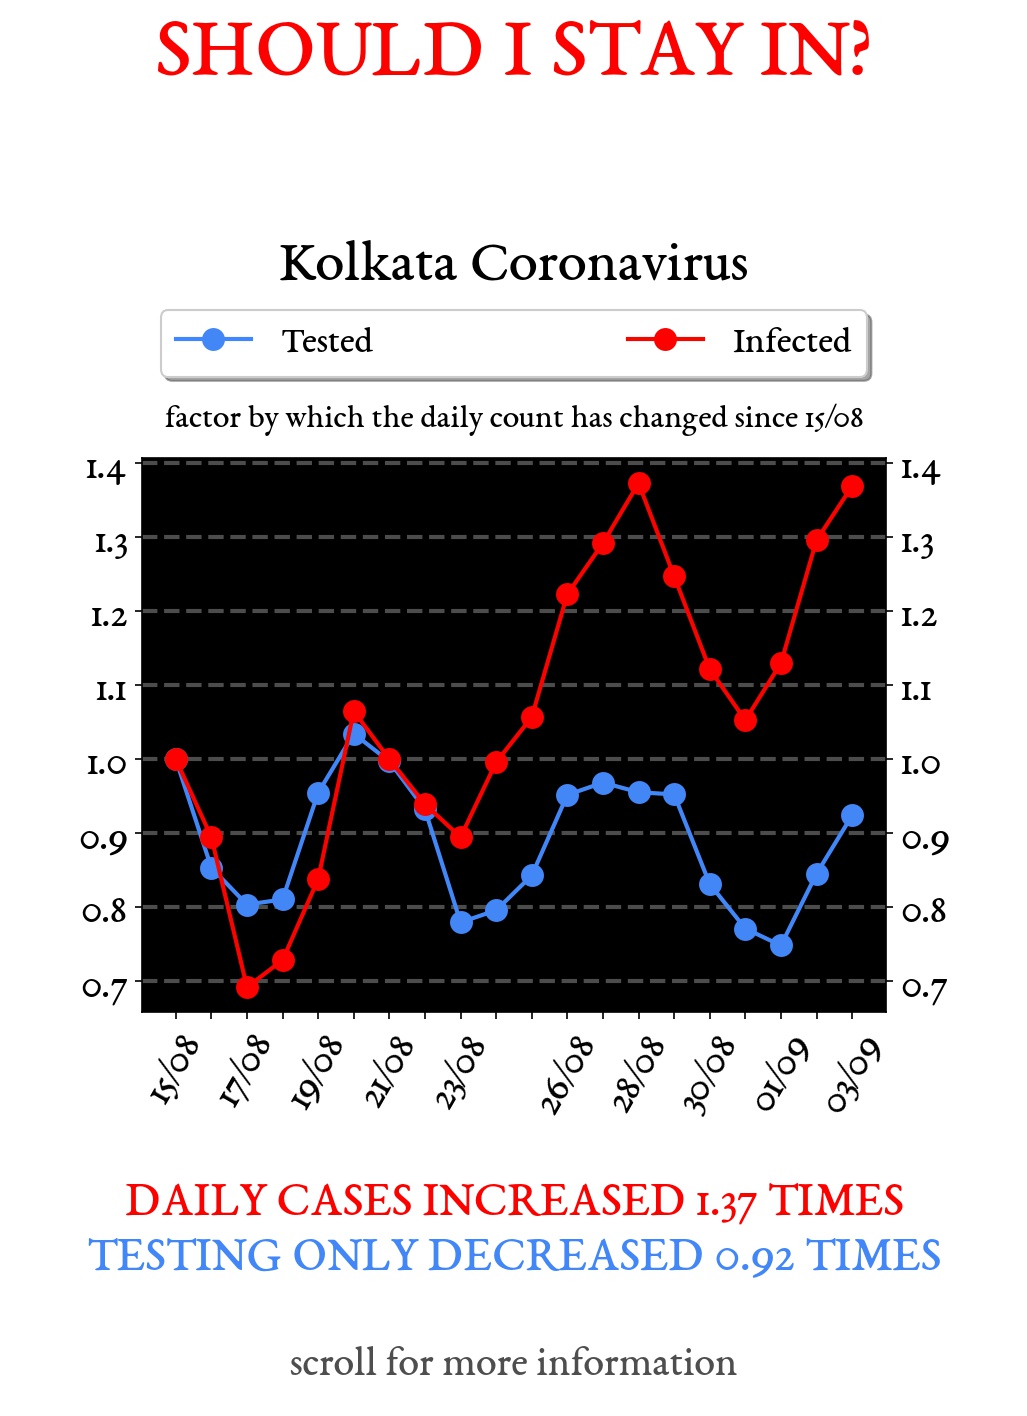 SHOULD I STAY IN?
Kolkata Coronavirus
Tested Infected
factor by which the daily count has changed since 15/08
1.4 1.4
1.3 1.3
1.2 1.2
1.1 1.1
1.0 1.0
0.9 0.9
0.8 0.8
0.7 0.7
15/08 17/08 19/08 21/08 23/08 26/08 28/08 30/08 01/09 03/09
DAILY CASES INCREASED 1.37 TIMES
TESTING ONLY DECREASED 0.92 TIMES
scroll for more information